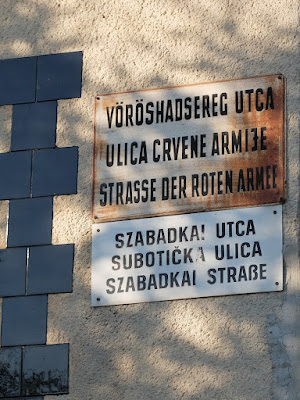 VÖRÖSHADSEREG UTCA
ULICA CRVENE ARMIJE
STRASSE DER ROTEN ARMEE
SZABADKAI UTCA
SUBOTIČKA ULICA
SZABADKAI STRAßE